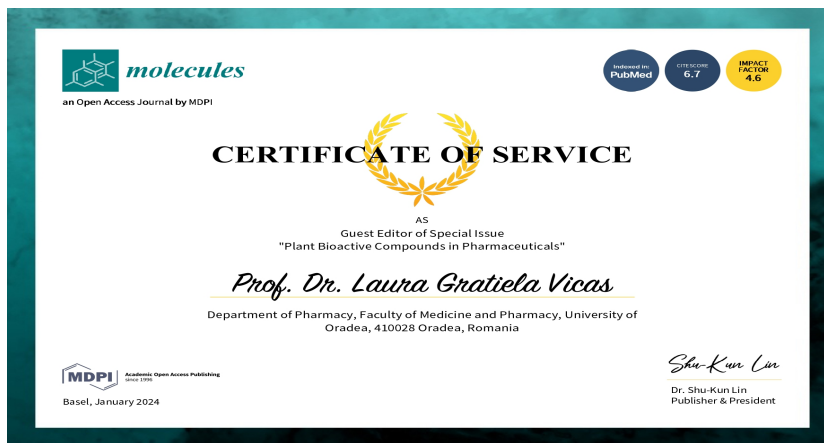 molecules
an Open Access Journal by MDPI
Indexed in:
PubMed
CITESCORE
6.7
IMPACT
FACTOR
4.6
CERTIFICATE OF SERVICE
AS
Guest Editor of Special Issue
"Plant Bioactive Compounds in Pharmaceuticals"
Prof. Dr. Laura Gratiela Vicas
Department of Pharmacy, Faculty of Medicine and Pharmacy, University of
Oradea, 410028 Oradea, Romania
MDPI
Academic Open Access Publishing
since 1996
Basel, January 2024
Shu-Kun Lin
Dr. Shu-Kun Lin
Publisher & President